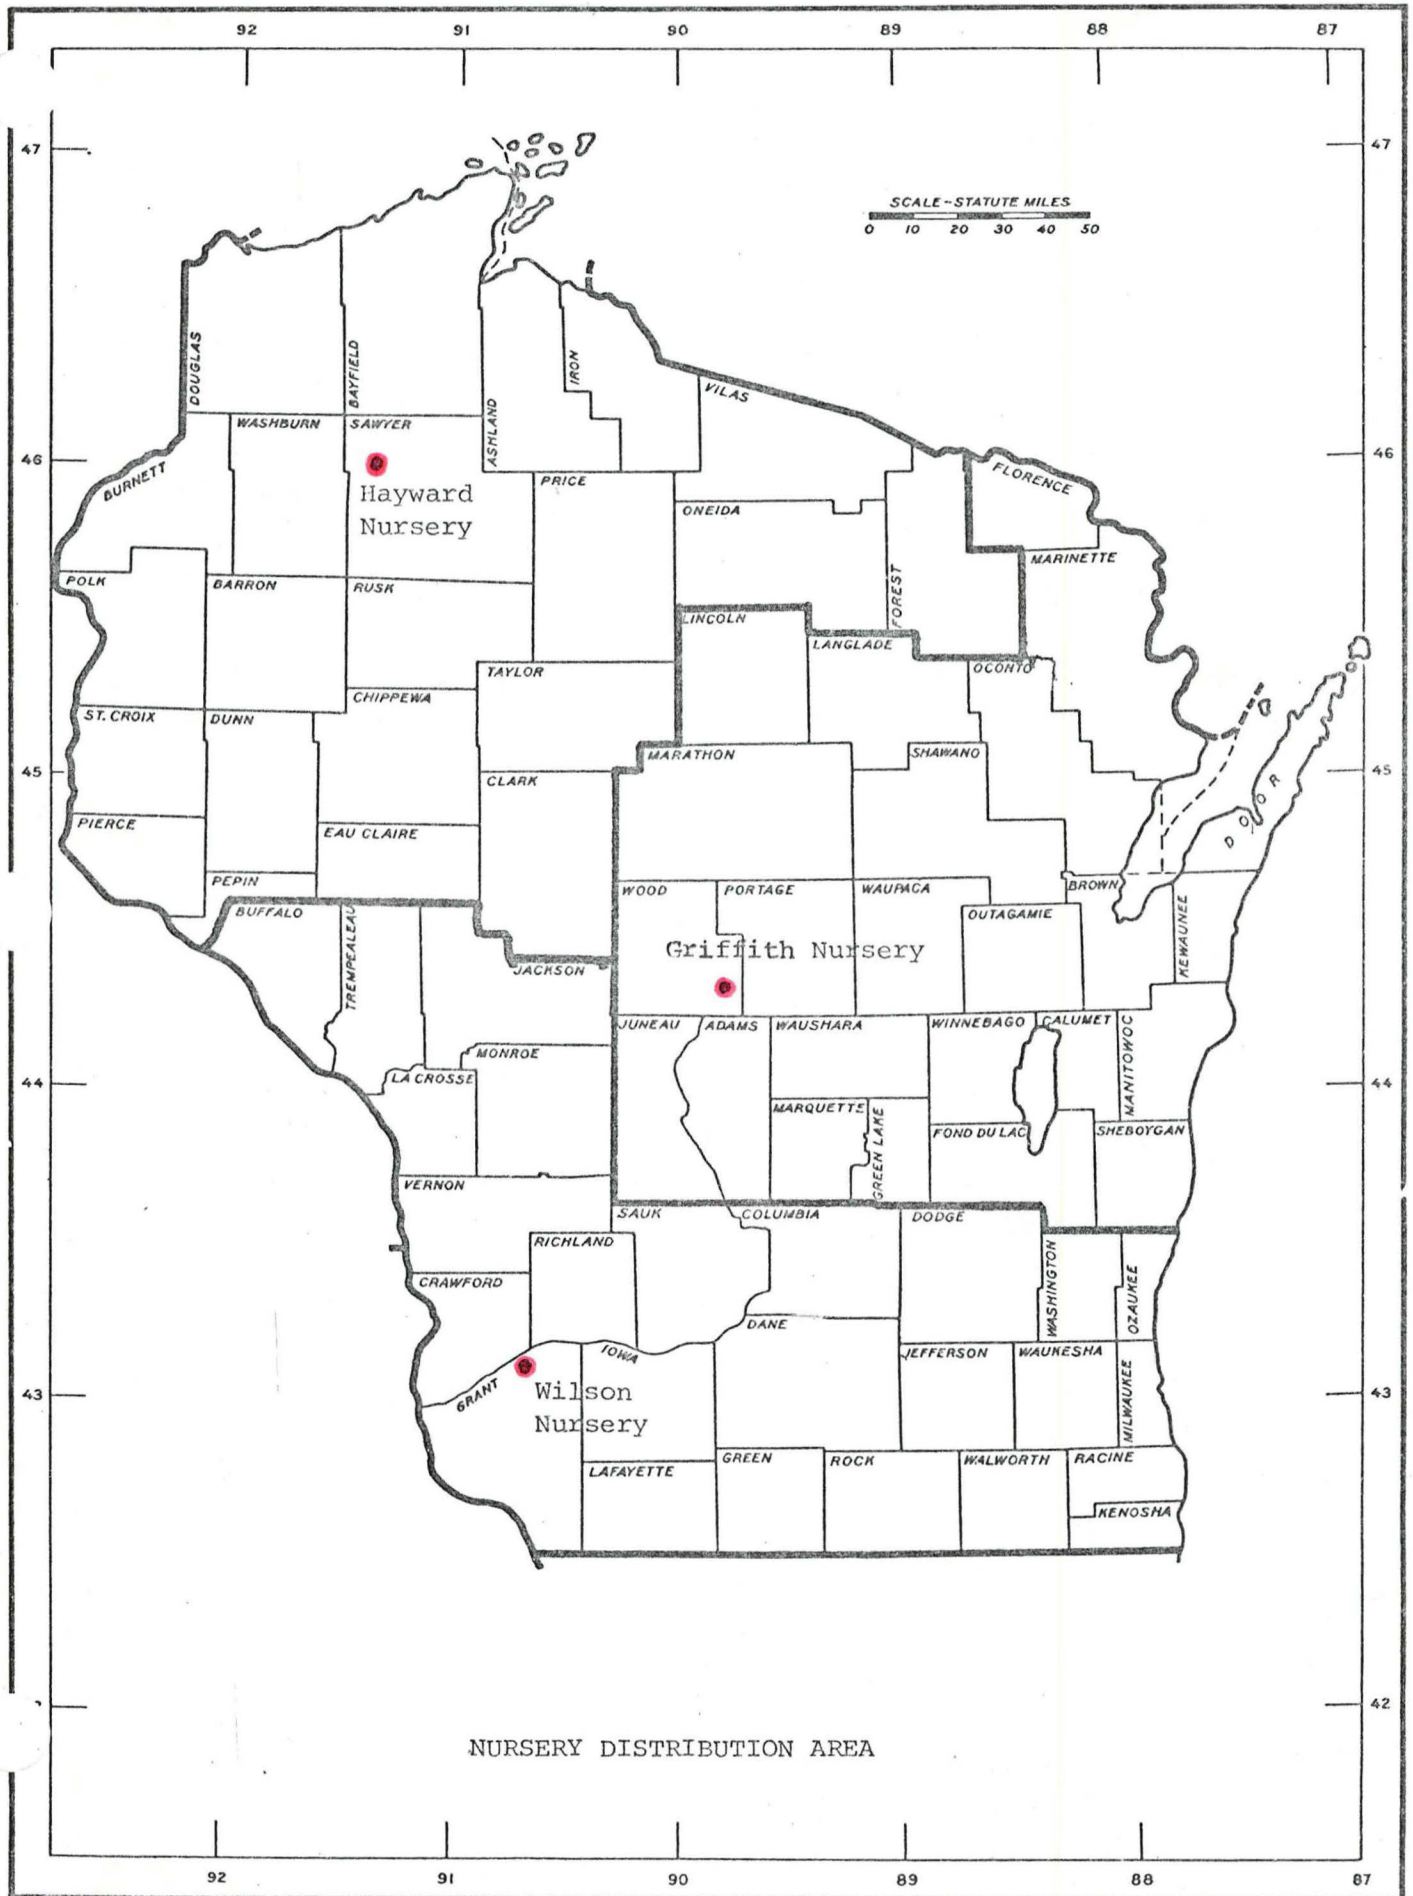 92 91 90 89 88 87
47 47
SCALE-STATUTE MILES
0 10 20 30 40 50
DOUGLAS
BAYFIELD
ASHLAND
IRON
VILAS
WASHBURN
SAWYER
46 46
BURNETT
Hayward
Nursery
PRICE
ONEIDA
FLORENCE
FOREST
MARINETTE
POLK
BARRON
RUSK
LINCOLN
LANGLADE
OCONTO
TAYLOR
CHIPPEWA
ST. CROIX
DUNN
MARATHON
SHAWANO
45 45
CLARK
DOOR
PIERCE
EAU CLAIRE
PEPIN
WOOD
PORTAGE
WAUPACA
BROWN
BUFFALO
TREMPEALEAU
OUTAGAMIE
KEWAUNEE
Griffith Nursery
JACKSON
JUNEAU
ADAMS
WAUSHARA
WINNEBAGO
CALUMET
MANITOWOC
MONROE
LA CROSSE
44 44
MARQUETTE
GREEN LAKE
FOND DU LAC
SHEBOYGAN
VERNON
SAUK
COLUMBIA
DODGE
RICHLAND
WASHINGTON
OZAUKEE
CRAWFORD
DANE
IOWA
JEFFERSON
WAUKESHA
MILWAUKEE
43 43
GRANT
Wilson
Nursery
LAFAYETTE
GREEN
ROCK
WALWORTH
RACINE
KENOSHA
42
NURSERY DISTRIBUTION AREA
92 91 90 89 88 87